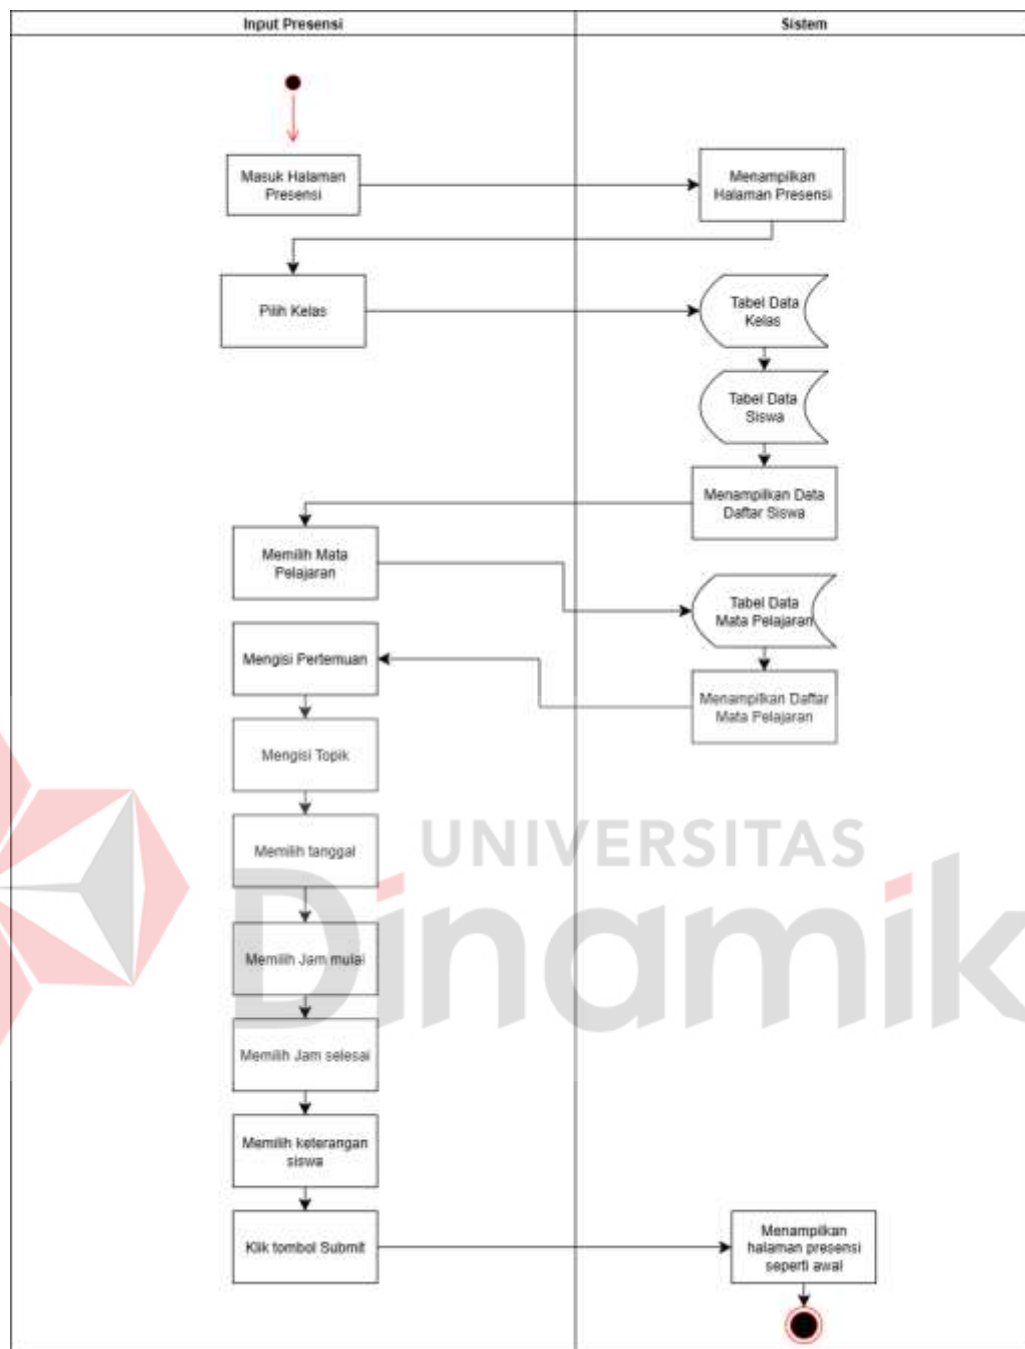 Input Presensi
Sistem
Masuk Halaman
Presensi
Menampilkan
Halaman Presensi
Pilih Kelas
Tabel Data
Kelas
Tabel Data
Siswa
Menampilkan Data
Daftar Siswa
Memilih Mata
Pelajaran
Tabel Data
Mata Pelajaran
Mengisi Pertemuan
Menampilkan Daftar
Mata Pelajaran
Mengisi Topik
Memilih tanggal
UNIVERSITAS
Dinamik
Memilih Jam mulai
Memilih Jam selesai
Memilih keterangan
siswa
Klik tombol Submit
Menampilkan
halaman presensi
seperti awal